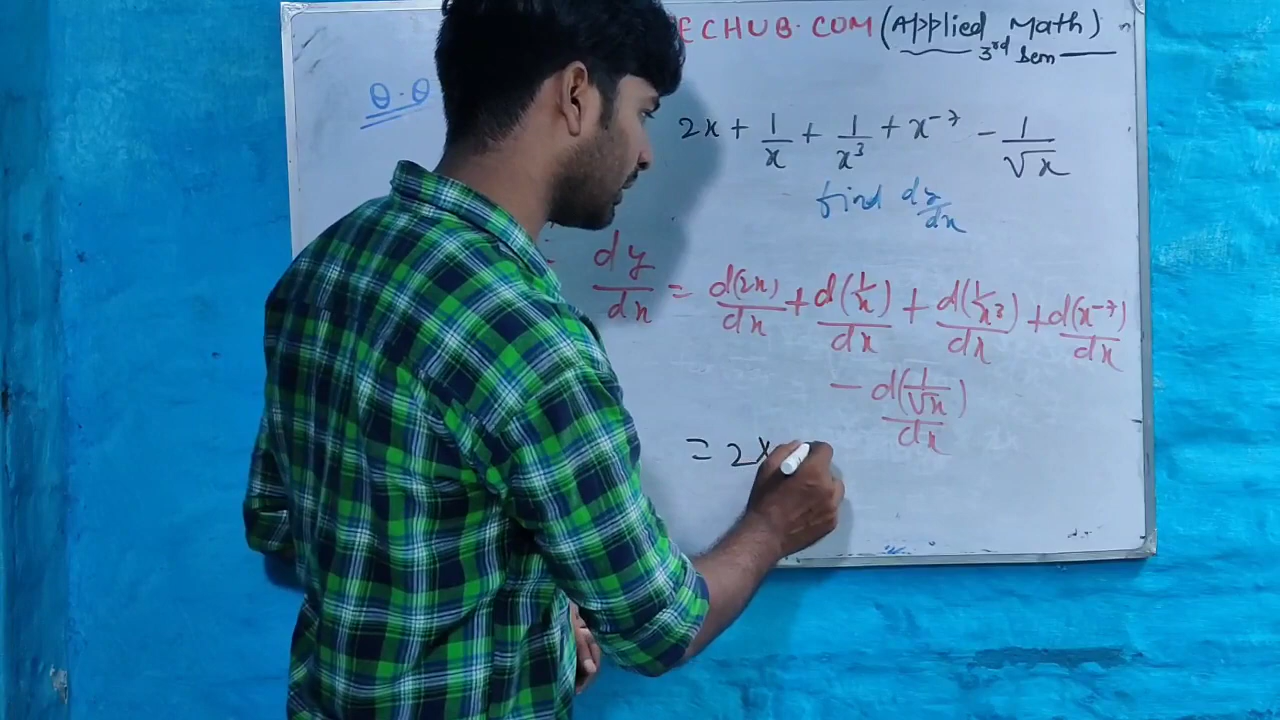 ECHUB.COM (Applied Math)
3rd Sem
Q.
2x + 1/x + 1/x³ + x⁻⁷ − 1/√x
find dy/dx
dy/dx = d(2x)/dx + d(1/x)/dx + d(1/x³)/dx + d(x⁻⁷)/dx
− d(1/√x)/dx
= 2x